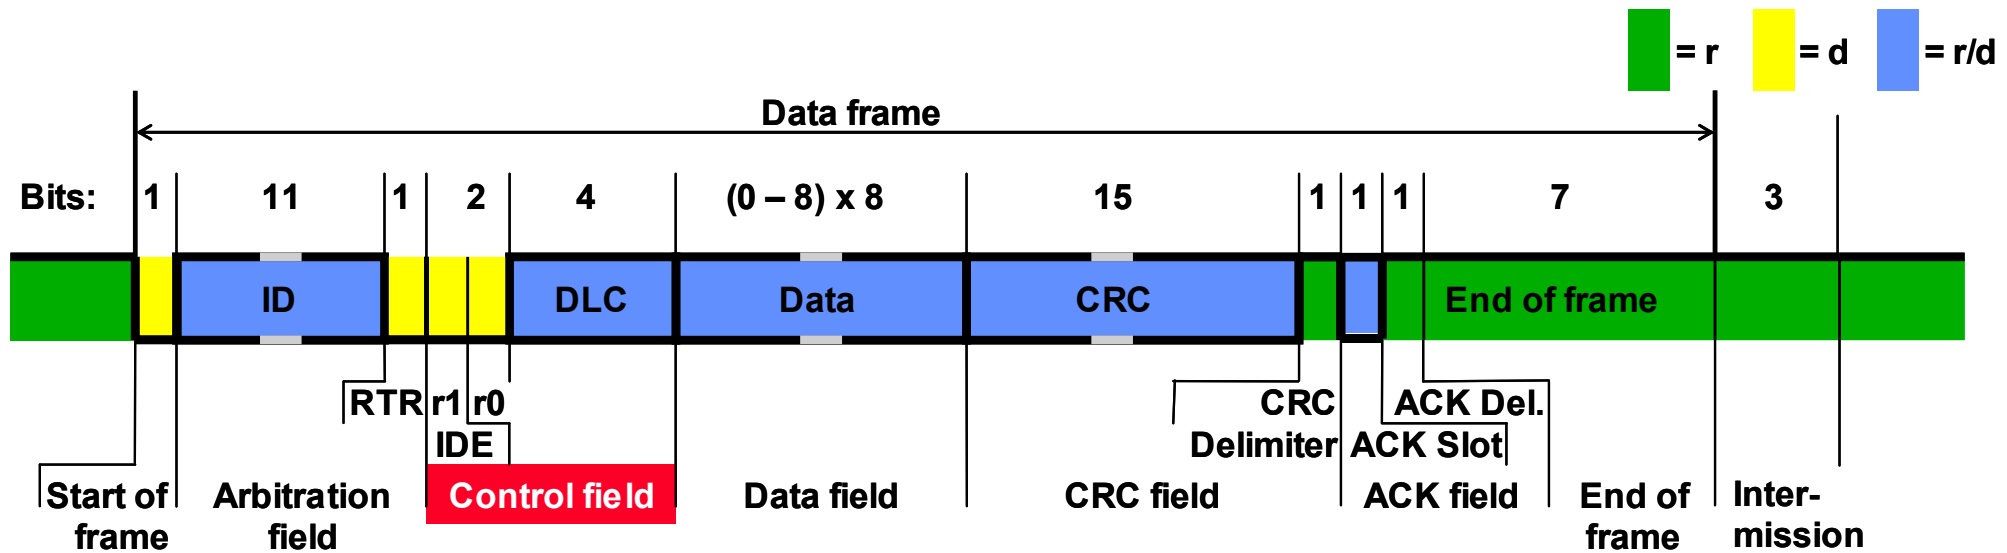 = r = d = r/d
Data frame
Bits: 1 11 1 2 4 (0 – 8) x 8 15 1 1 1 7 3
ID DLC Data CRC End of frame
RTR r1 r0 CRC ACK Del.
IDE Delimiter ACK Slot
Start of Arbitration Control field Data field CRC field ACK field End of Inter-
frame field frame mission